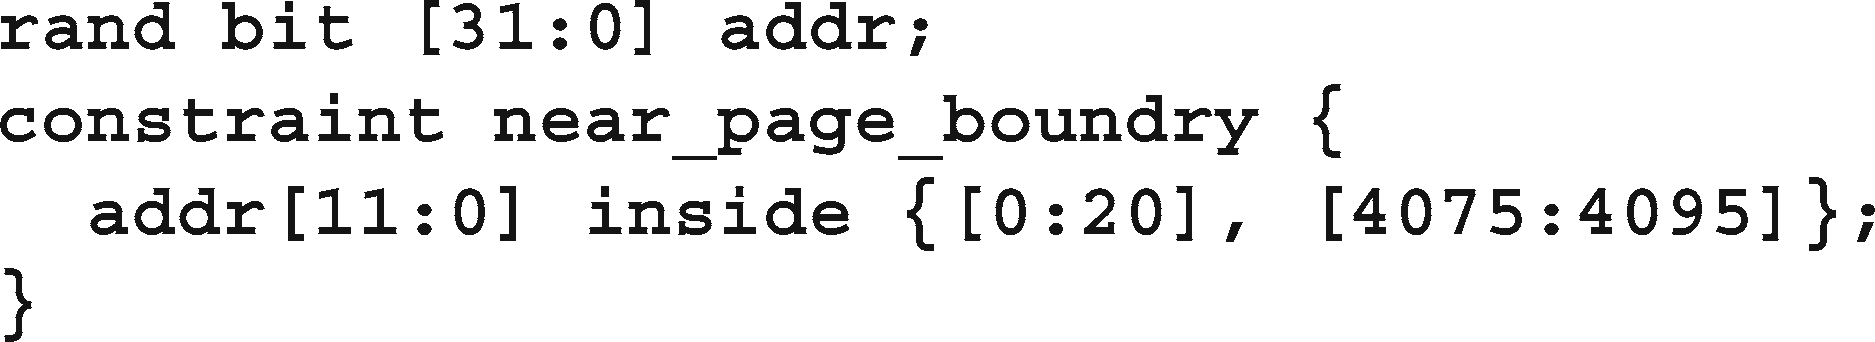 rand bit [31:0] addr;
constraint near_page_boundry {
  addr[11:0] inside {[0:20], [4075:4095]};
}